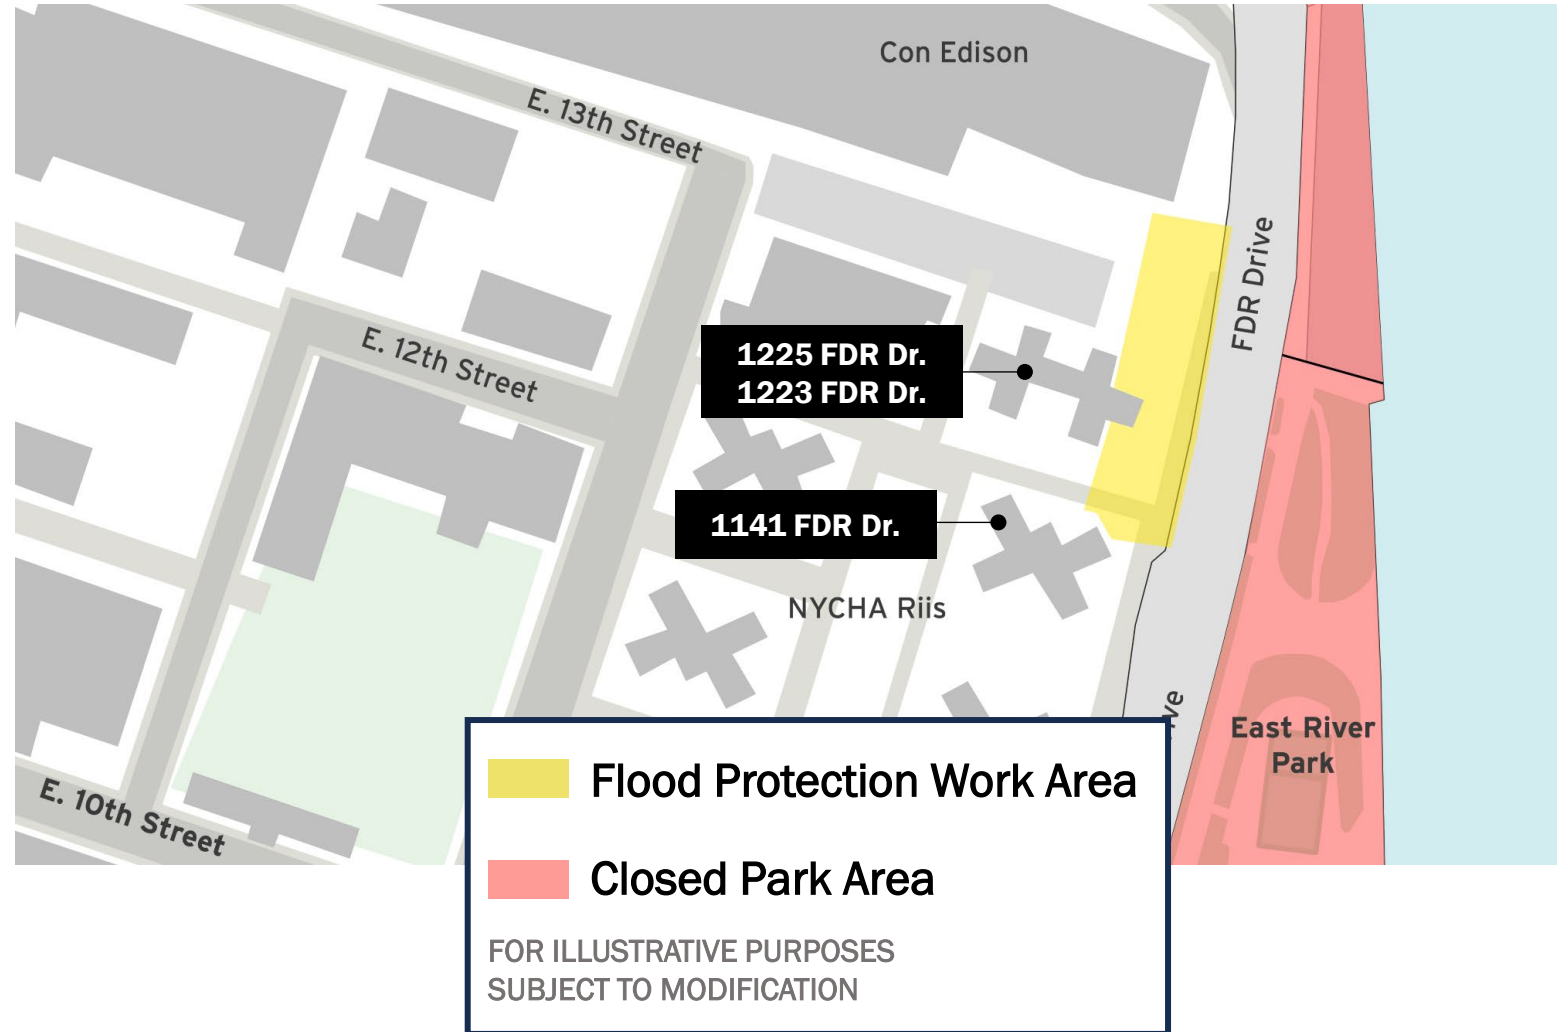 Con Edison
E. 13th Street
FDR Drive
E. 12th Street
1225 FDR Dr.
1223 FDR Dr.
1141 FDR Dr.
NYCHA Riis
East River
Park
E. 10th Street
Flood Protection Work Area
Closed Park Area
FOR ILLUSTRATIVE PURPOSES
SUBJECT TO MODIFICATION